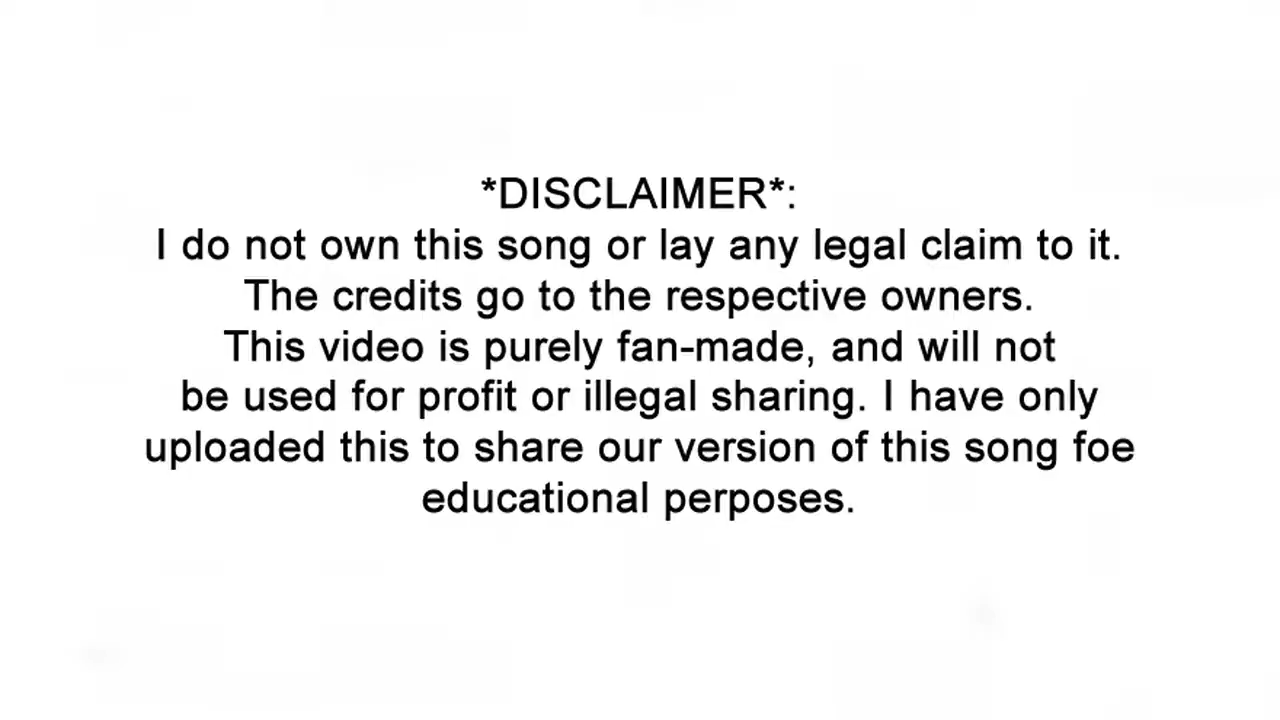 *DISCLAIMER*:
I do not own this song or lay any legal claim to it.
The credits go to the respective owners.
This video is purely fan-made, and will not
be used for profit or illegal sharing. I have only
uploaded this to share our version of this song foe
educational perposes.